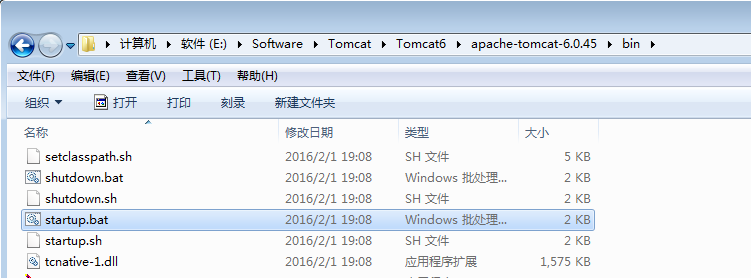 计算机 软件 (E:) Software Tomcat Tomcat6 apache-tomcat-6.0.45 bin
文件(F) 编辑(E) 查看(V) 工具(T) 帮助(H)
组织 打开 打印 刻录 新建文件夹
名称 修改日期 类型 大小
setclasspath.sh 2016/2/1 19:08 SH 文件 5 KB
shutdown.bat 2016/2/1 19:08 Windows 批处理... 2 KB
shutdown.sh 2016/2/1 19:08 SH 文件 2 KB
startup.bat 2016/2/1 19:08 Windows 批处理... 2 KB
startup.sh 2016/2/1 19:08 SH 文件 2 KB
tcnative-1.dll 2016/2/1 19:08 应用程序扩展 1,575 KB